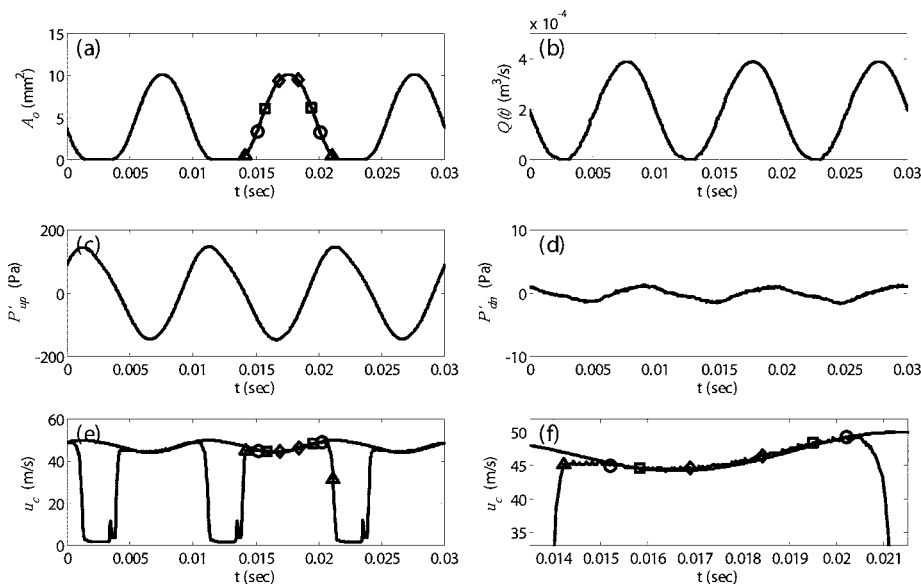 x 10⁻⁴
(a) (b)
15 10 5 0
Aₒ (mm²)
0 0.005 0.01 0.015 0.02 0.025 0.03
t (sec)
4 2 0
Q(t) (m³/s)
0 0.005 0.01 0.015 0.02 0.025 0.03
t (sec)
(c) (d)
200 0 -200
P'up (Pa)
0 0.005 0.01 0.015 0.02 0.025 0.03
t (sec)
10 0 -10
P'dn (Pa)
0 0.005 0.01 0.015 0.02 0.025 0.03
t (sec)
(e) (f)
60 40 20 0
u꜀ (m/s)
0 0.005 0.01 0.015 0.02 0.025 0.03
t (sec)
50 45 40 35
u꜀ (m/s)
0.014 0.015 0.016 0.017 0.018 0.019 0.02 0.021
t (sec)